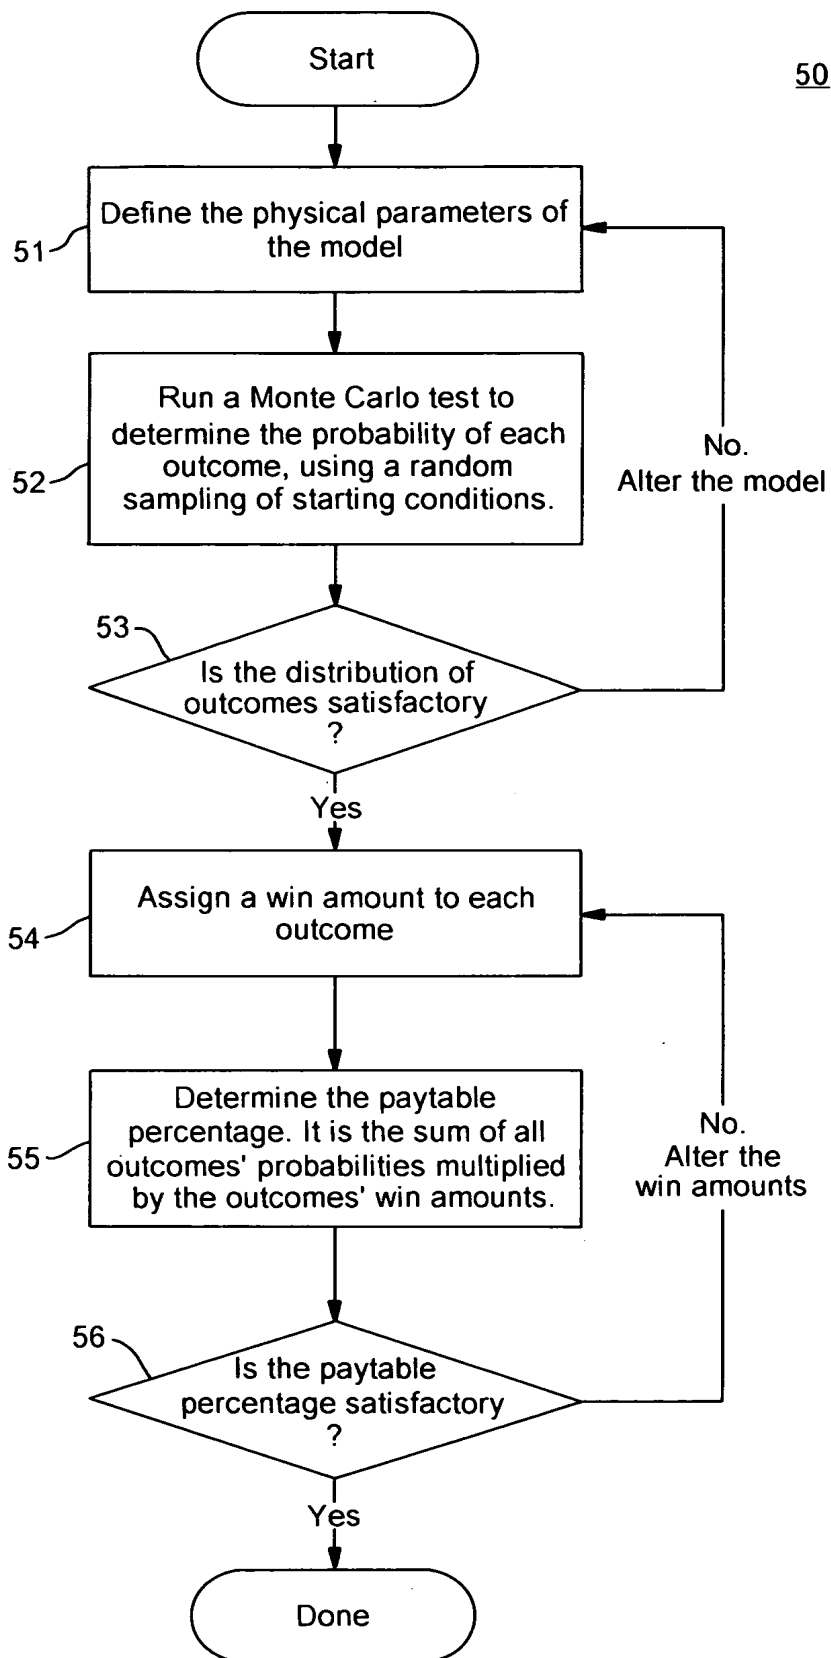 Start
50
Define the physical parameters of
the model
51
Run a Monte Carlo test to
determine the probability of each
outcome, using a random
sampling of starting conditions.
52
No.
Alter the model
53
Is the distribution of
outcomes satisfactory
?
Yes
Assign a win amount to each
outcome
54
Determine the paytable
percentage. It is the sum of all
outcomes' probabilities multiplied
by the outcomes' win amounts.
55
No.
Alter the
win amounts
56
Is the paytable
percentage satisfactory
?
Yes
Done